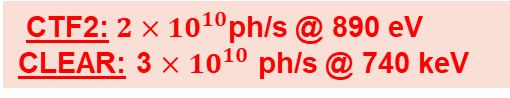 CTF2: 2 × 10¹⁰ph/s @ 890 eV
CLEAR: 3 × 10¹⁰ ph/s @ 740 keV